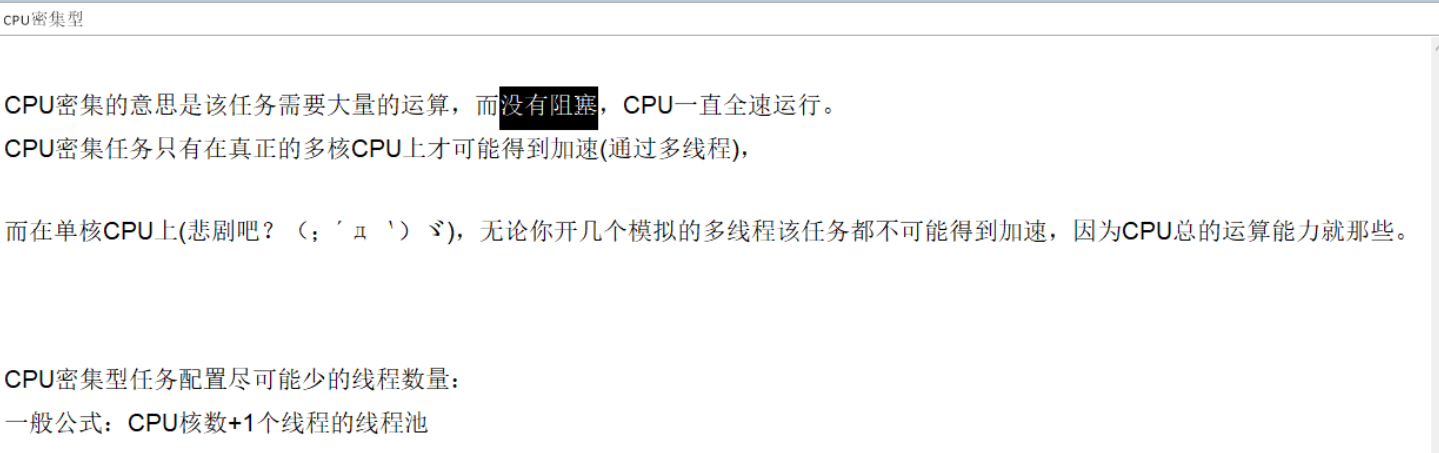 CPU密集型
CPU密集的意思是该任务需要大量的运算，而没有阻塞，CPU一直全速运行。
CPU密集任务只有在真正的多核CPU上才可能得到加速(通过多线程)，
而在单核CPU上(悲剧吧？（；´д｀）ゞ)，无论你开几个模拟的多线程该任务都不可能得到加速，因为CPU总的运算能力就那些。
CPU密集型任务配置尽可能少的线程数量：
一般公式：CPU核数+1个线程的线程池